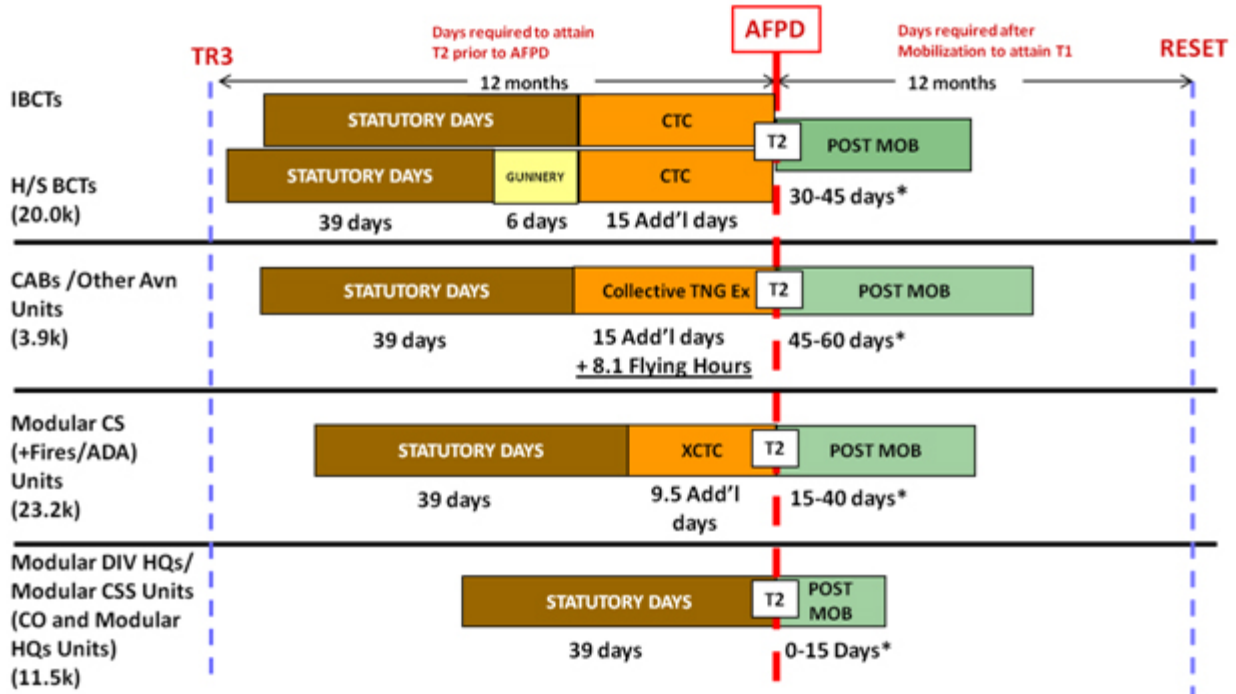 Days required to attain
T2 prior to AFPD
AFPD
Days required after
Mobilization to attain T1
TR3
RESET
12 months
12 months
IBCTs
STATUTORY DAYS
CTC
T2
POST MOB
H/S BCTs
(20.0k)
STATUTORY DAYS
GUNNERY
CTC
39 days
6 days
15 Add'l days
30-45 days*
CABs /Other Avn
Units
(3.9k)
STATUTORY DAYS
Collective TNG Ex
T2
POST MOB
39 days
15 Add'l days
+ 8.1 Flying Hours
45-60 days*
Modular CS
(+Fires/ADA)
Units
(23.2k)
STATUTORY DAYS
XCTC
T2
POST MOB
39 days
9.5 Add'l
days
15-40 days*
Modular DIV HQs/
Modular CSS Units
(CO and Modular
HQs Units)
(11.5k)
STATUTORY DAYS
T2
POST
MOB
39 days
0-15 Days*